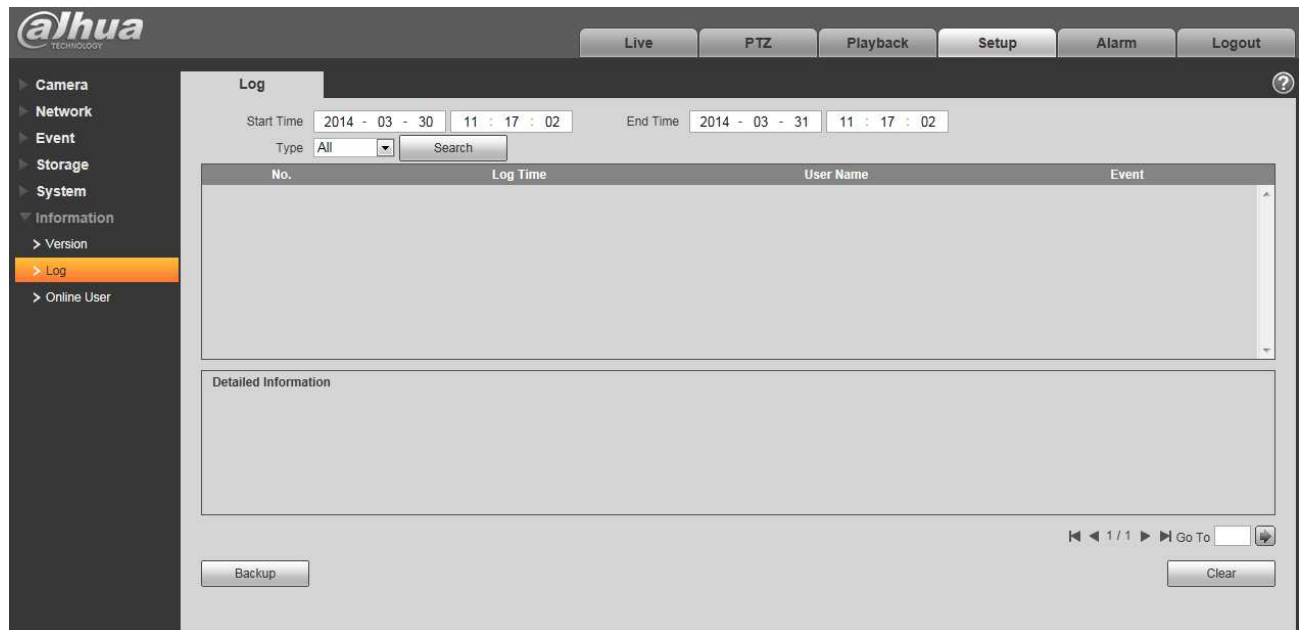 alhua
TECHNOLOGY
Live PTZ Playback Setup Alarm Logout
Camera
Network
Event
Storage
System
Information
> Version
> Log
> Online User
Log
?
Start Time 2014 - 03 - 30 11 : 17 : 02 End Time 2014 - 03 - 31 11 : 17 : 02
Type All Search
No. Log Time User Name Event
Detailed Information
1 / 1 Go To
Backup Clear